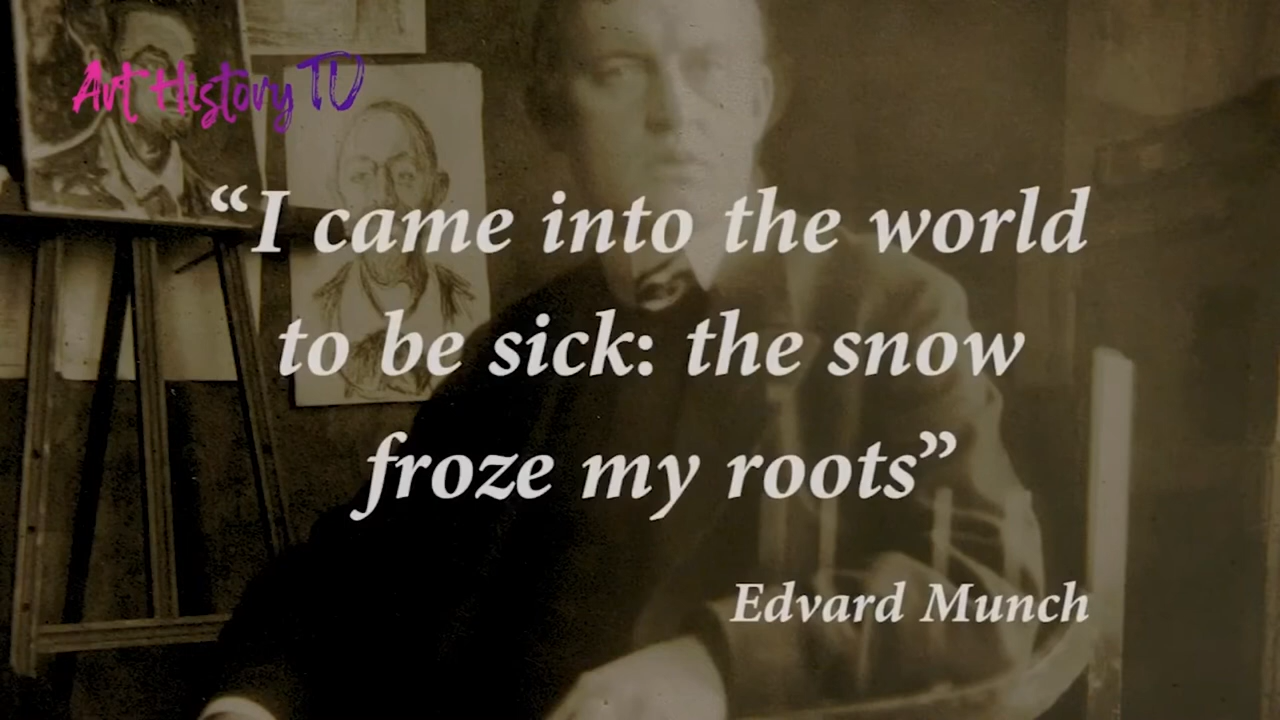 Art History TV
“I came into the world
to be sick: the snow
froze my roots”
Edvard Munch